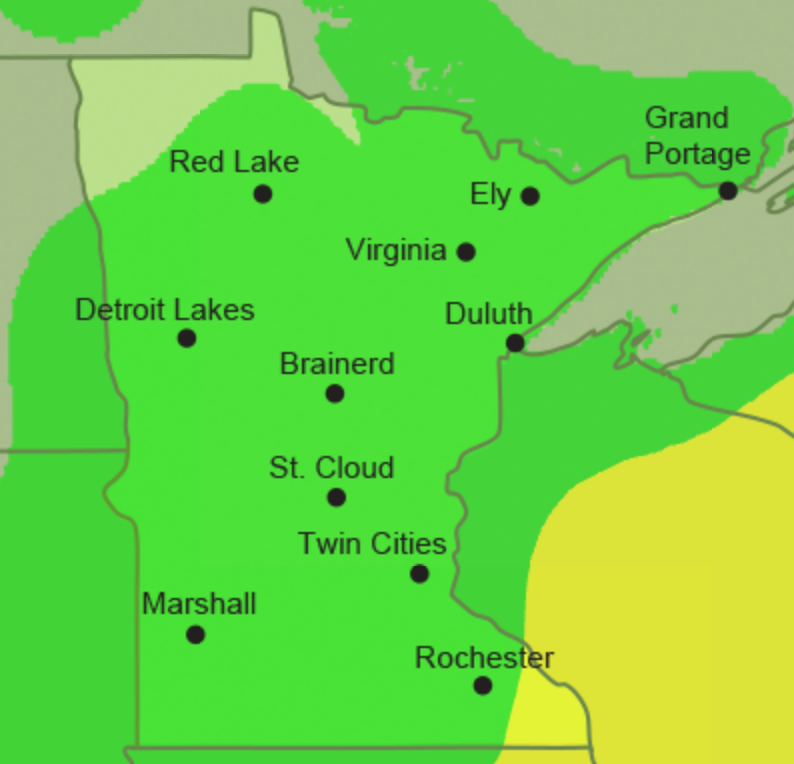 Grand
Portage
Red Lake
Ely
Virginia
Detroit Lakes
Duluth
Brainerd
St. Cloud
Twin Cities
Marshall
Rochester